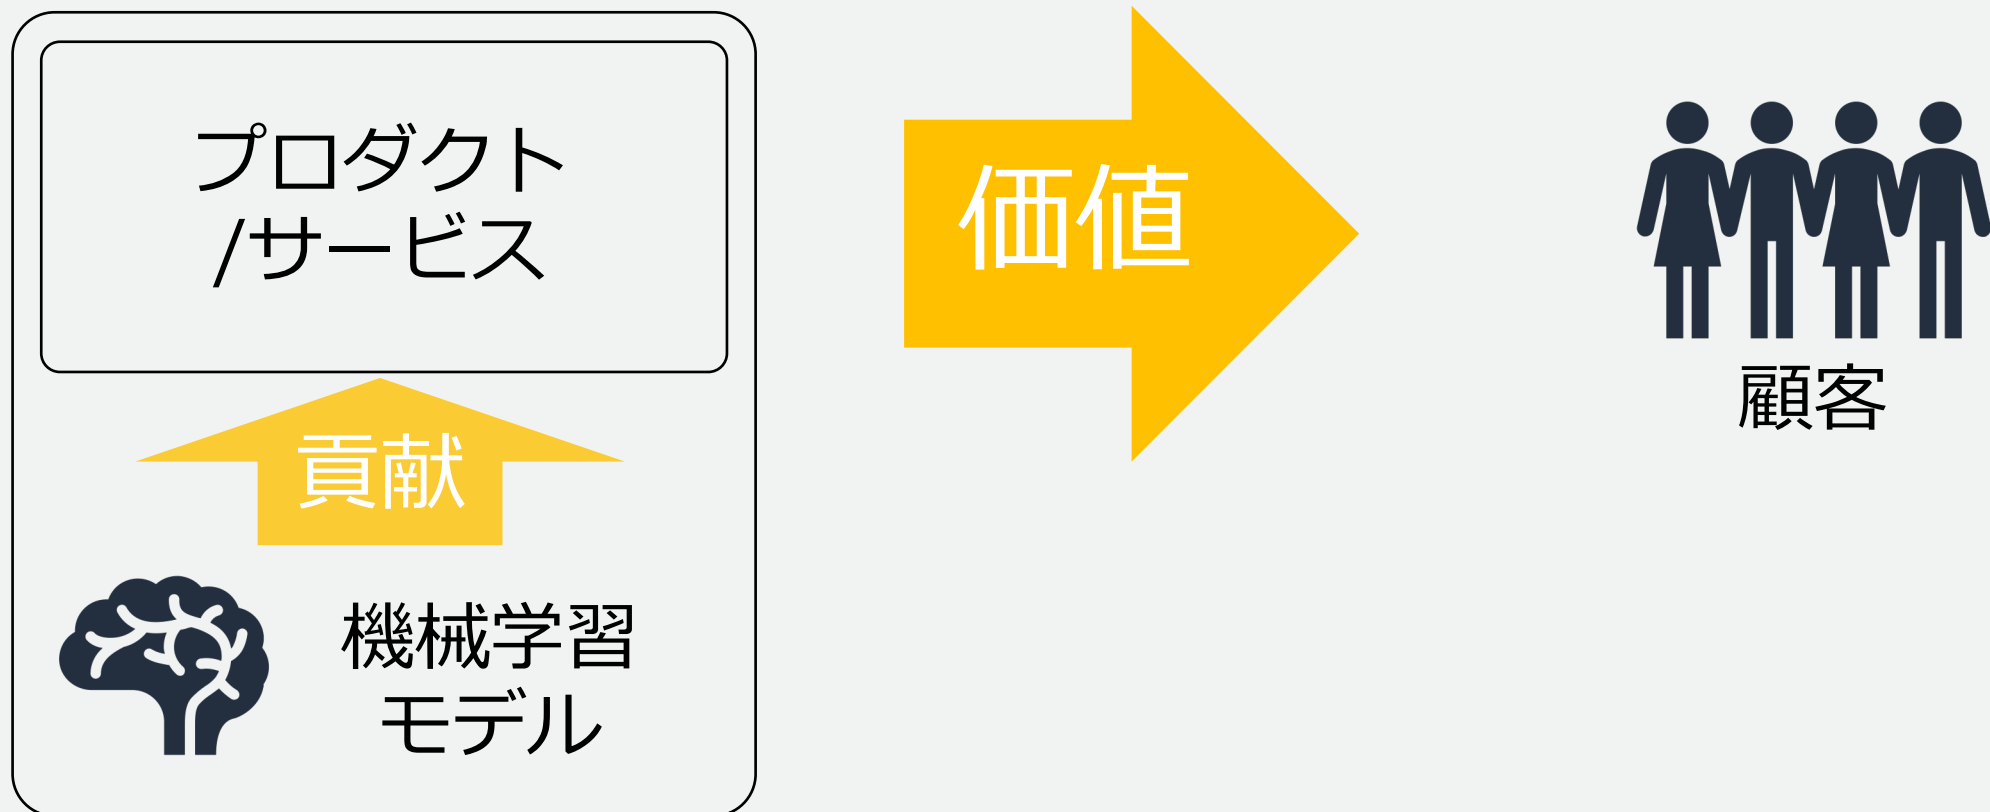 プロダクト
/サービス
価値
顧客
貢献
機械学習
モデル